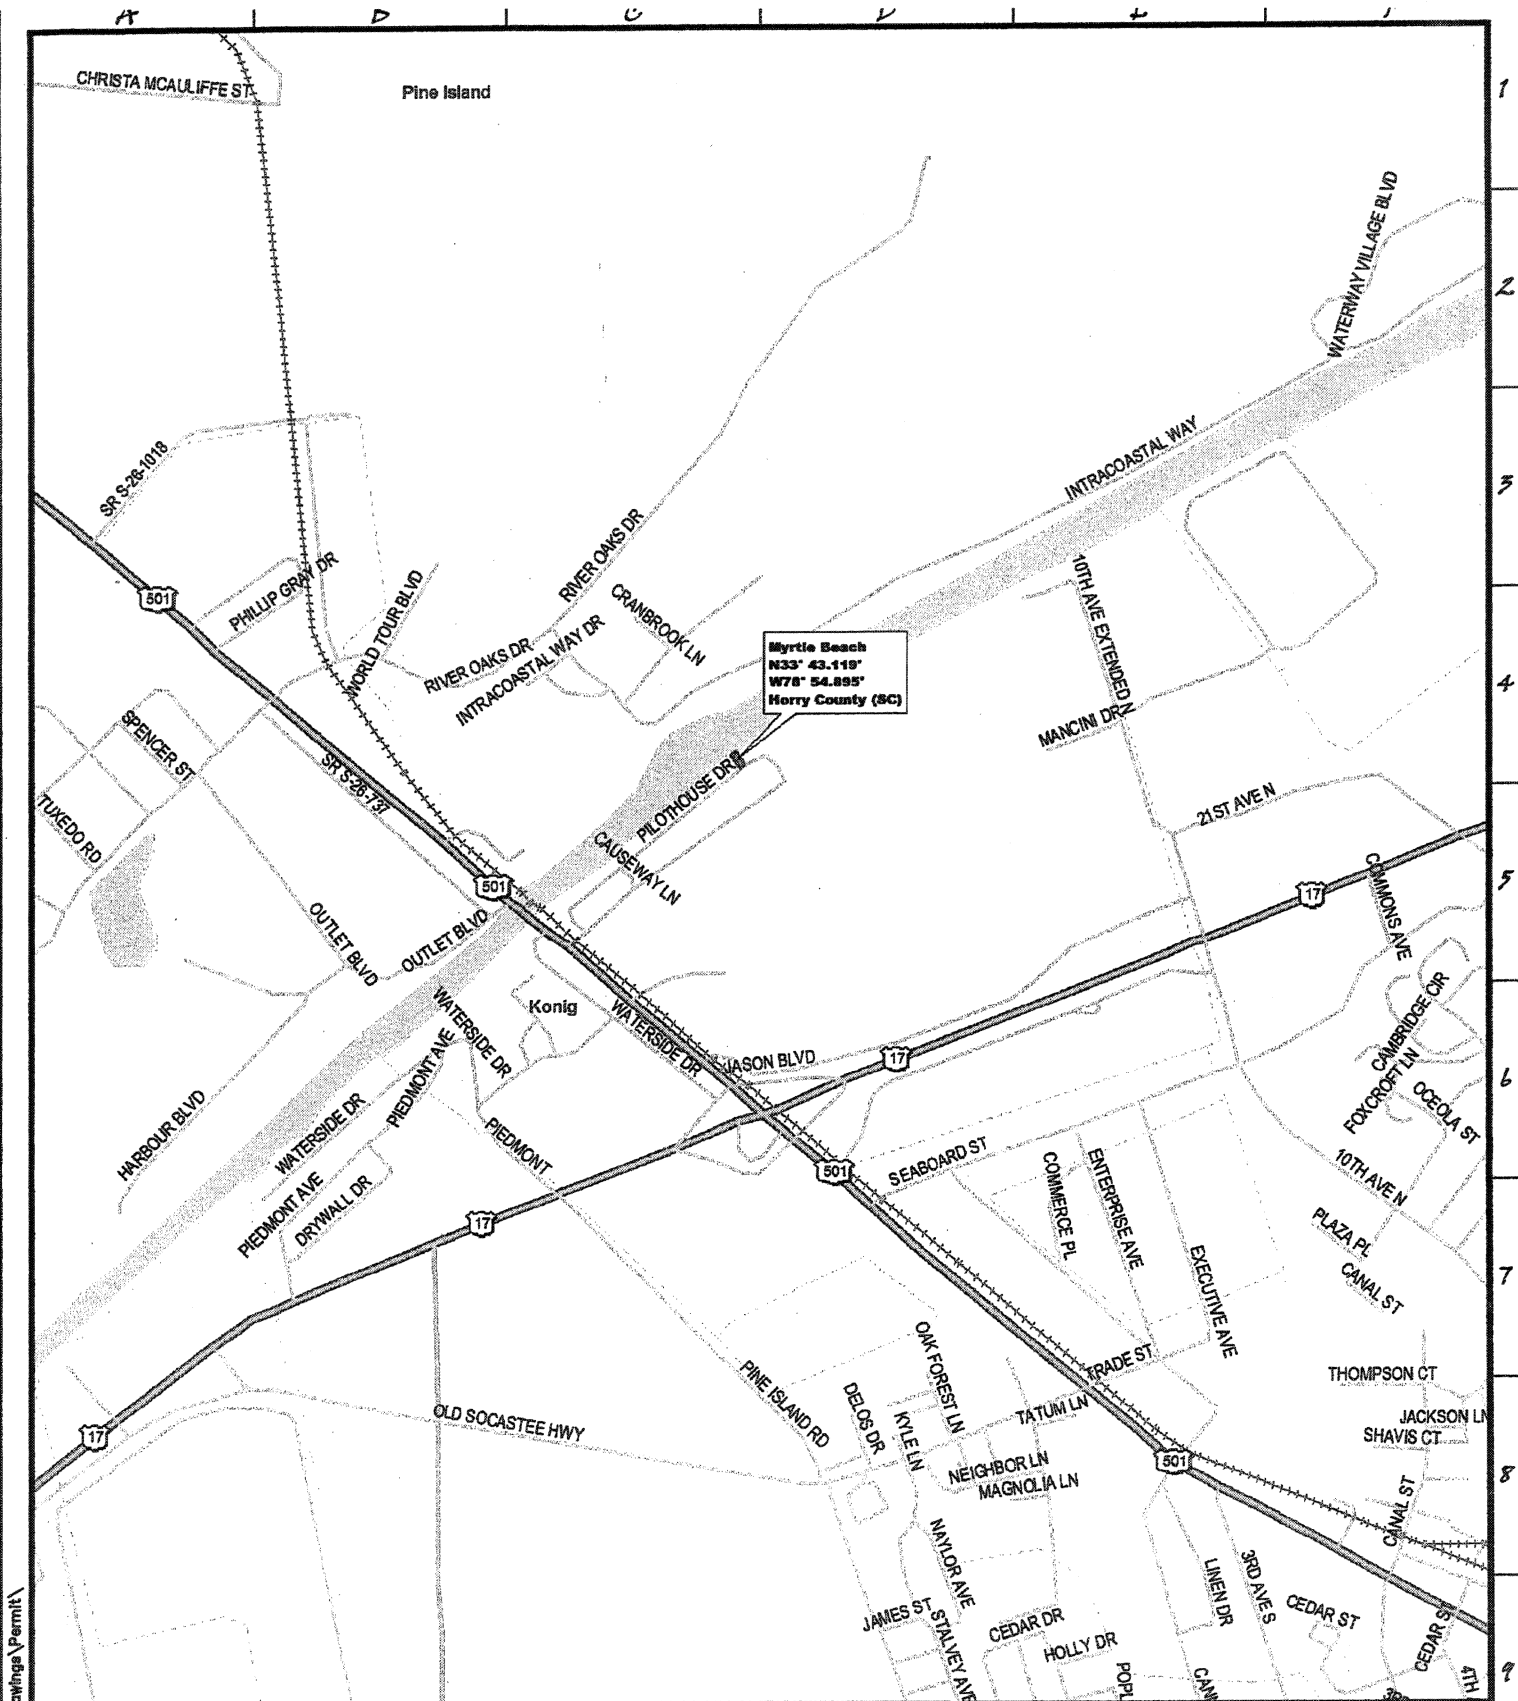 A
B
C
D
E
CHRISTA MCAULIFFE ST
Pine Island
1
WATERWAY VILLAGE BLVD
2
SR S-26-1018
INTRACOASTAL WAY
3
RIVER OAKS DR
501
PHILLIP GRAY DR
WORLD TOUR BLVD
CRANBROOK LN
10TH AVE EXTENDED N
RIVER OAKS DR
INTRACOASTAL WAY DR
Myrtle Beach
N33° 43.119'
W78° 54.895'
Horry County (SC)
4
SPENCER ST
MANCINI DR
SR S-26-737
PILOTHOUSE DR
TUXEDO RD
21ST AVE N
CAUSEWAY LN
501
5
17
COMMONS AVE
OUTLET BLVD
OUTLET BLVD
Konig
WATERSIDE DR
WATERSIDE DR
CAMBRIDGE CIR
PIEDMONT AVE
JASON BLVD
17
6
FOXCROFT LN
OCEOLA ST
HARBOUR BLVD
WATERSIDE DR
PIEDMONT
SEABOARD ST
501
10TH AVE N
COMMERCE PL
ENTERPRISE AVE
PIEDMONT AVE
DRYWALL DR
17
PLAZA PL
7
CANAL ST
EXECUTIVE AVE
OAK FOREST LN
TRADE ST
THOMPSON CT
PINE ISLAND RD
DELOS DR
KYLE LN
TATUM LN
JACKSON LN
SHAVIS CT
OLD SOCASTEE HWY
17
NEIGHBOR LN
MAGNOLIA LN
501
8
CANAL ST
NAYLOR AVE
LINEN DR
3RD AVE S
JAMES ST
STALVEY AVE
CEDAR DR
CEDAR ST
HOLLY DR
CEDAR S
POPL
CANN
4TH
9
awings\Permit\